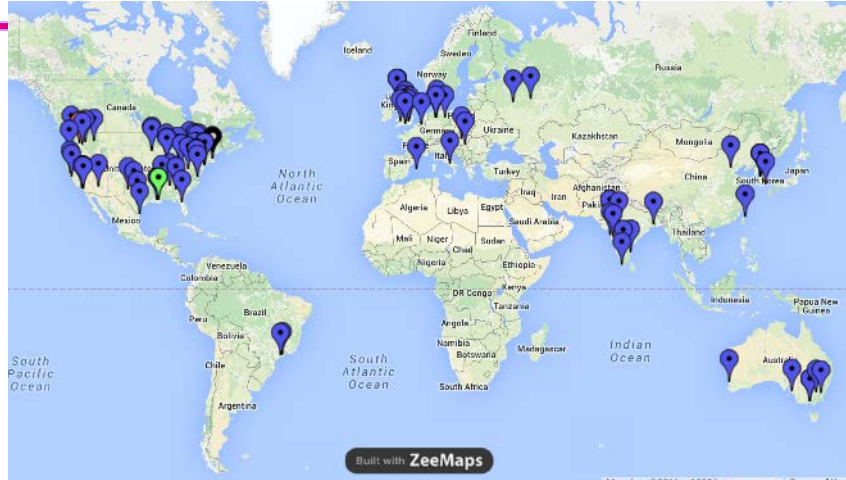 Iceland
Finland
Sweden
Norway
Russia
Canada
Germany
Ukraine
Kazakhstan
Mongolia
Spain
Turkey
China
South Korea
Japan
North
Atlantic
Ocean
Iraq
Iran
Afghanistan
Algeria
Libya
Egypt
Saudi Arabia
Mexico
Mali
Niger
Chad
Sudan
Thailand
Nigeria
Ethiopia
Venezuela
Colombia
DR Congo
Kenya
Tanzania
Indonesia
Papua New
Guinea
Peru
Brazil
Angola
Bolivia
Namibia
Botswana
Madagascar
Indian
Ocean
South
Pacific
Ocean
South
Atlantic
Ocean
Chile
South Africa
Argentina
Built with ZeeMaps